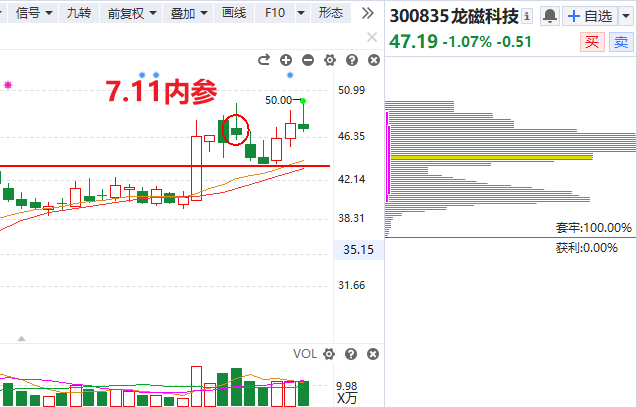 信号 九转 前复权 叠加 画线 F10 形态
300835龙磁科技 自选
47.19 -1.07% -0.51 买 卖
7.11内参
50.00
50.99
46.35
42.14
38.31
35.15
31.66
套牢:100.00%
获利:0.00%
VOL
9.98
X万